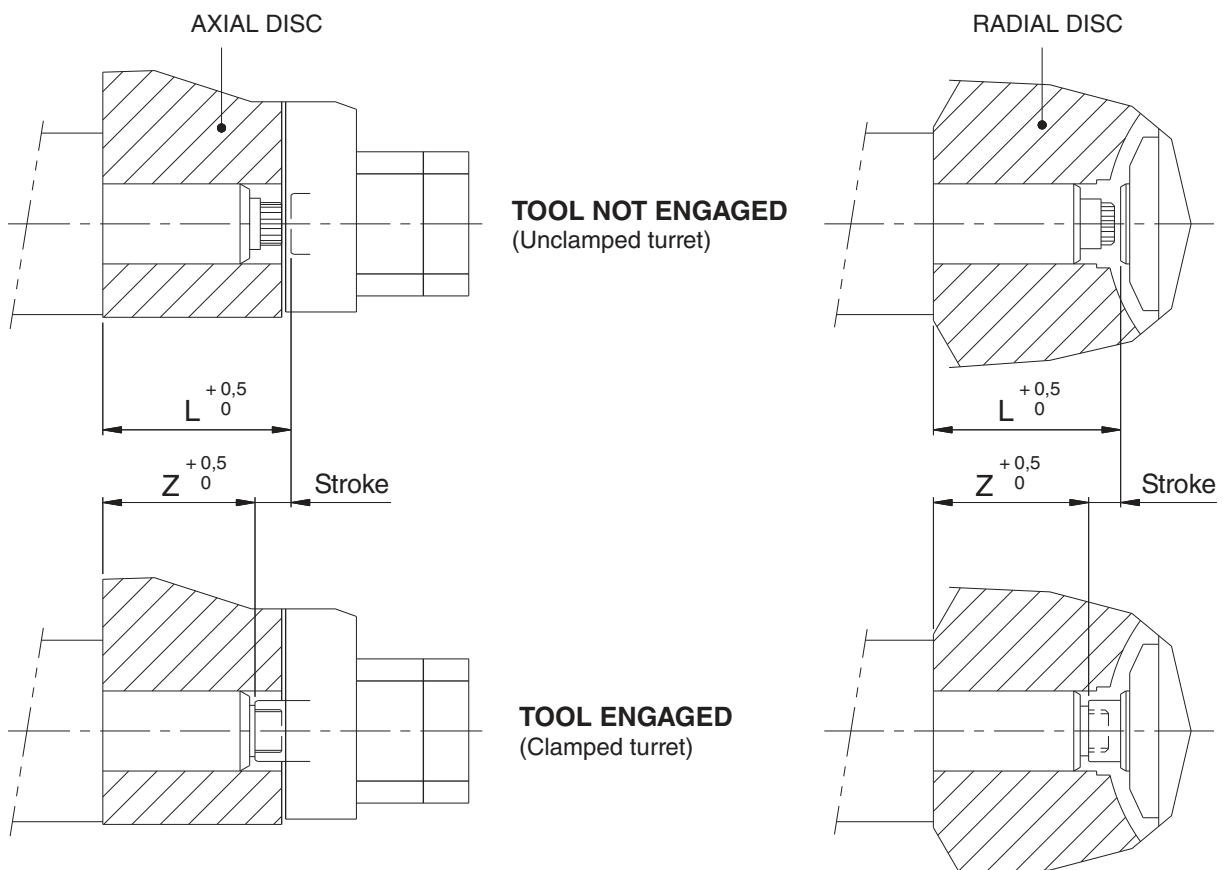 AXIAL DISC
RADIAL DISC
TOOL NOT ENGAGED
(Unclamped turret)
L +0,5 0
L +0,5 0
Z +0,5 0
Stroke
Z +0,5 0
Stroke
TOOL ENGAGED
(Clamped turret)